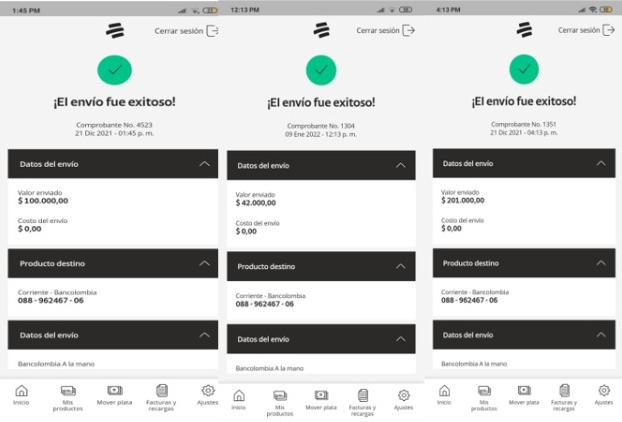 1:45 PM
Cerrar sesión
¡El envío fue exitoso!
Comprobante No. 4523
21 Dic 2021 - 01:45 p. m.
Datos del envío
Valor enviado
$ 100.000,00
Costo del envío
$ 0,00
Producto destino
Corriente - Bancolombia
088 - 962467 - 06
Datos del envío
Bancolombia A la mano
Inicio
Mis productos
Mover plata
Facturas y recargas
Ajustes
12:13 PM
Cerrar sesión
¡El envío fue exitoso!
Comprobante No. 1304
09 Ene 2022 - 12:13 p. m.
Datos del envío
Valor enviado
$ 42.000,00
Costo del envío
$ 0,00
Producto destino
Corriente - Bancolombia
088 - 962467 - 06
Datos del envío
Bancolombia A la mano
Inicio
Mis productos
Mover plata
Facturas y recargas
Ajustes
4:13 PM
Cerrar sesión
¡El envío fue exitoso!
Comprobante No. 1351
21 Dic 2021 - 04:13 p. m.
Datos del envío
Valor enviado
$ 201.000,00
Costo del envío
$ 0,00
Producto destino
Corriente - Bancolombia
088 - 962467 - 06
Datos del envío
Bancolombia A la mano
Inicio
Mis productos
Mover plata
Facturas y recargas
Ajustes